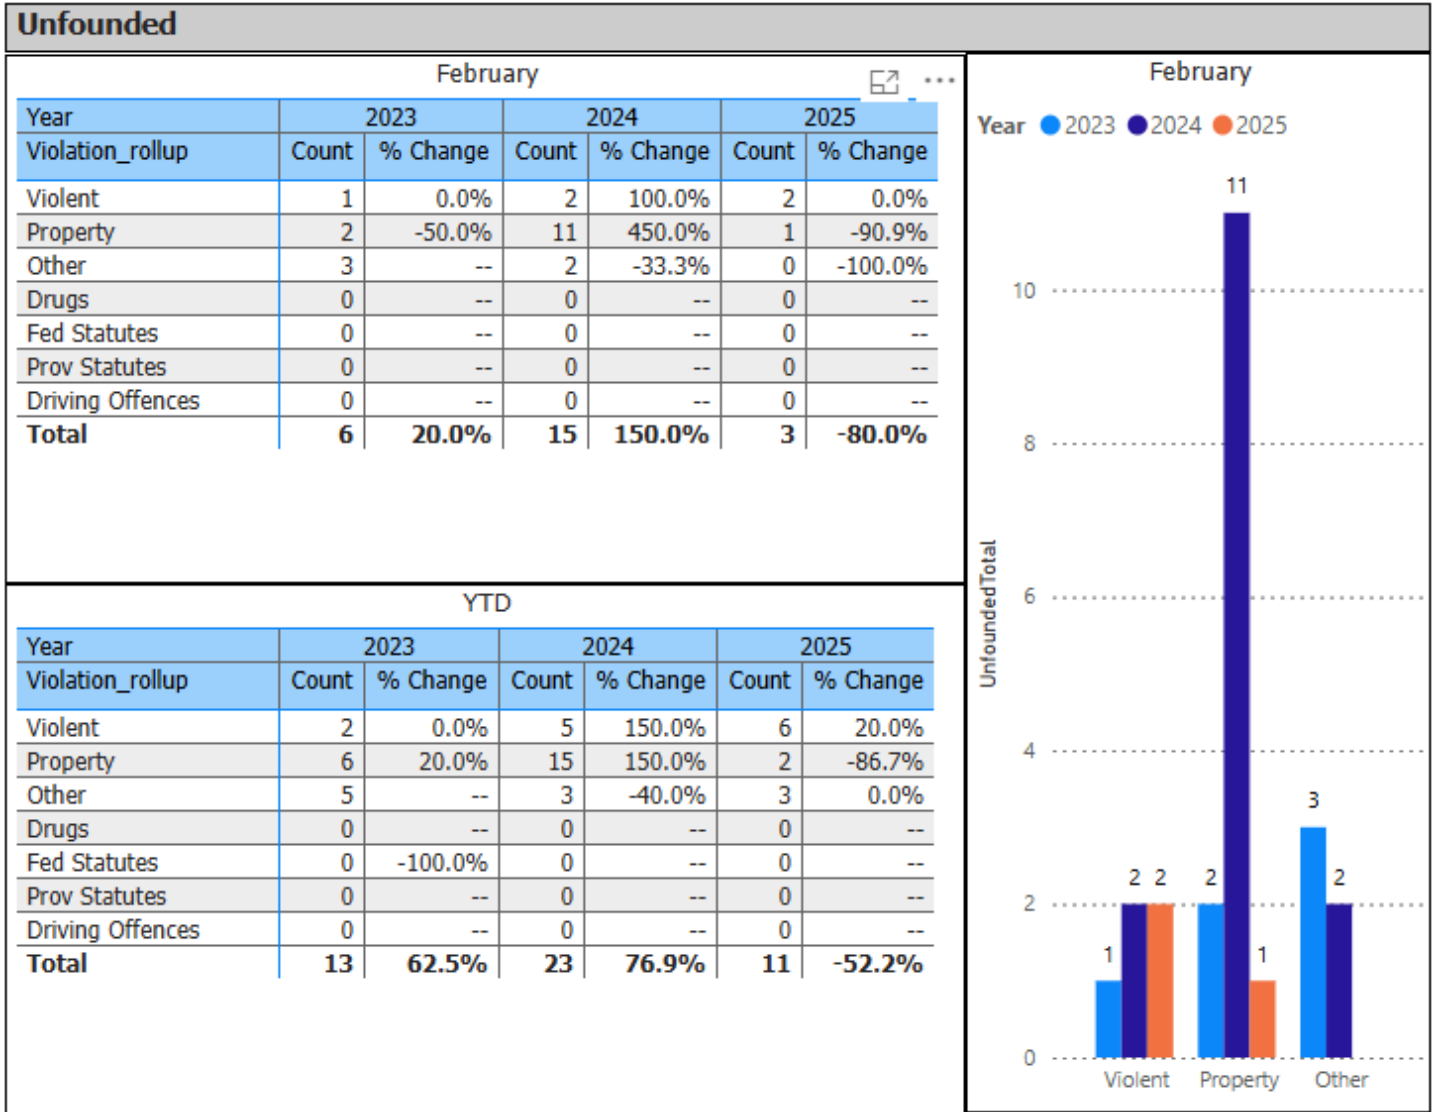 Unfounded
February
Year 2023 2024 2025
Violation_rollup Count % Change Count % Change Count % Change
Violent 1 0.0% 2 100.0% 2 0.0%
Property 2 -50.0% 11 450.0% 1 -90.9%
Other 3 -- 2 -33.3% 0 -100.0%
Drugs 0 -- 0 -- 0 --
Fed Statutes 0 -- 0 -- 0 --
Prov Statutes 0 -- 0 -- 0 --
Driving Offences 0 -- 0 -- 0 --
Total 6 20.0% 15 150.0% 3 -80.0%
YTD
Year 2023 2024 2025
Violation_rollup Count % Change Count % Change Count % Change
Violent 2 0.0% 5 150.0% 6 20.0%
Property 6 20.0% 15 150.0% 2 -86.7%
Other 5 -- 3 -40.0% 3 0.0%
Drugs 0 -- 0 -- 0 --
Fed Statutes 0 -100.0% 0 -- 0 --
Prov Statutes 0 -- 0 -- 0 --
Driving Offences 0 -- 0 -- 0 --
Total 13 62.5% 23 76.9% 11 -52.2%
February
Year 2023 2024 2025
11
10
8
6
4
3
2 2 2 2
2
1 1
0
UnfoundedTotal
Violent Property Other